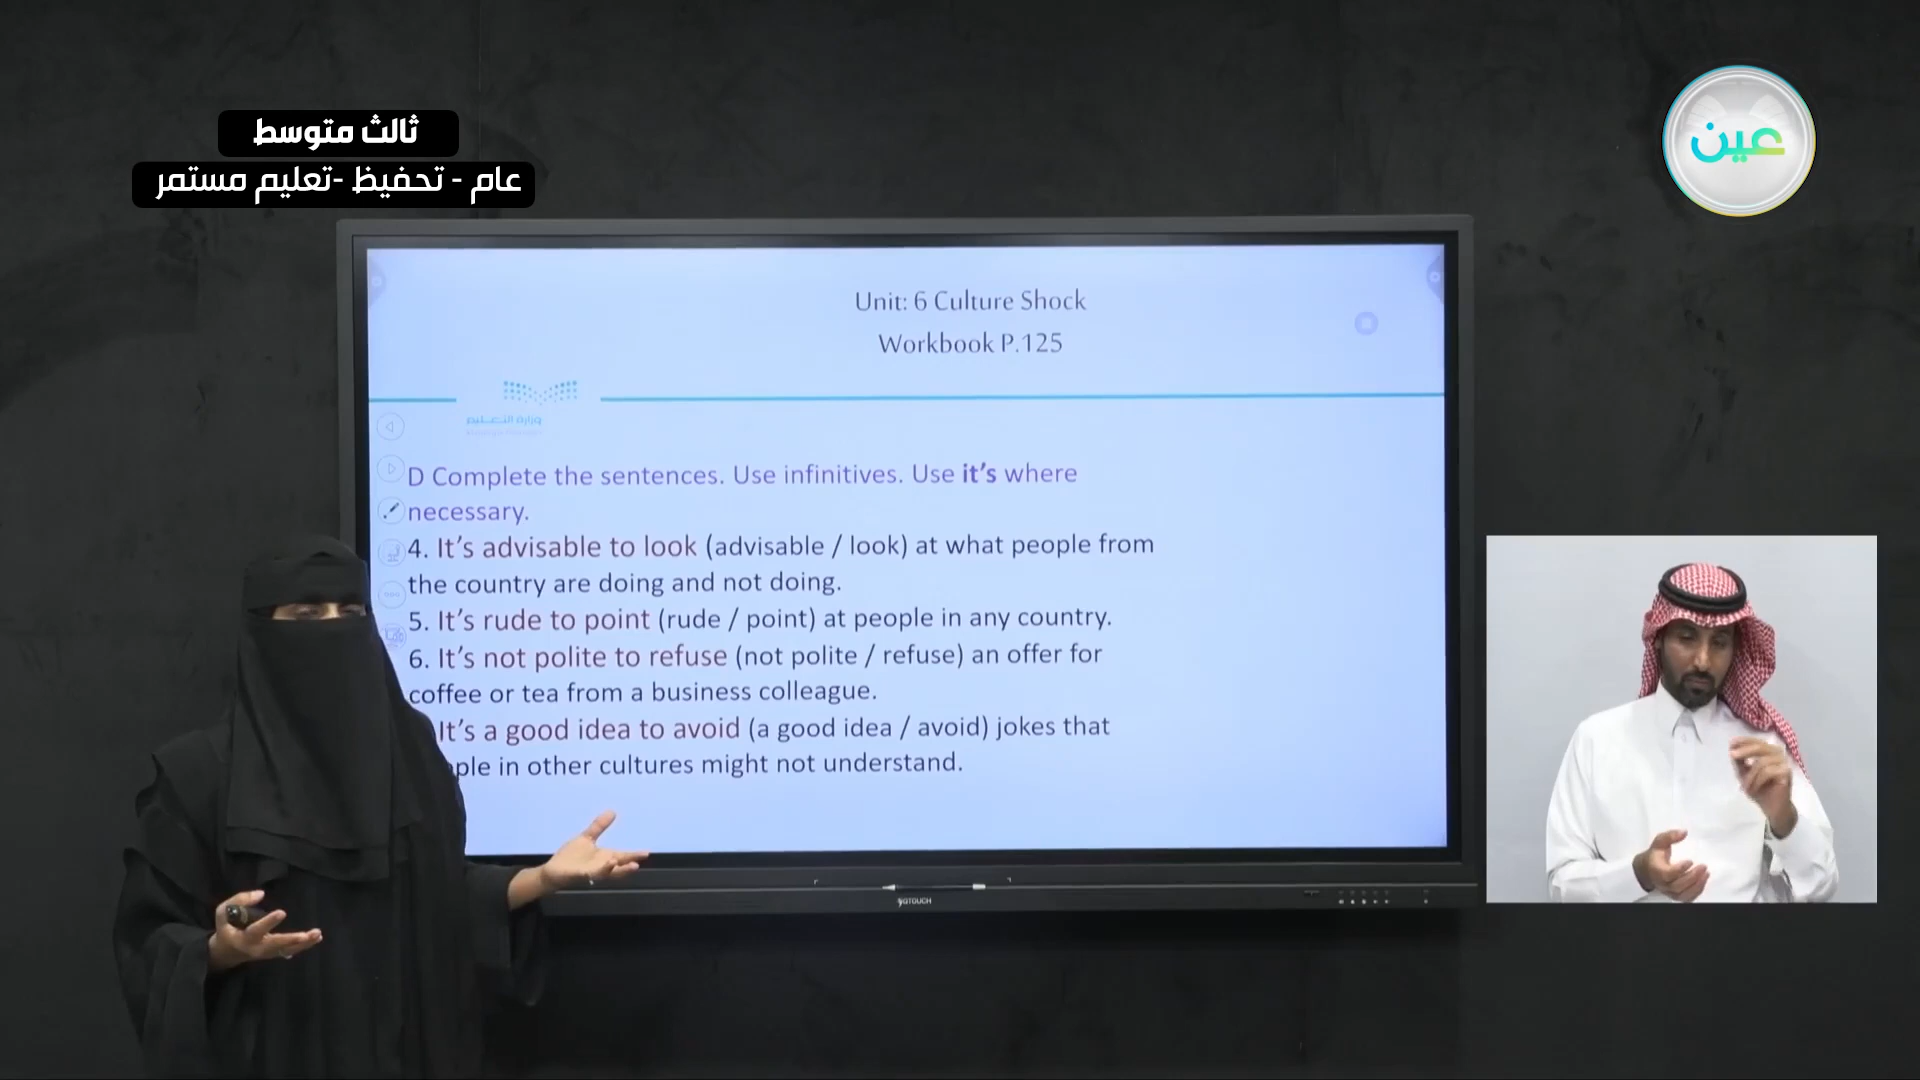 ثالث متوسط
عام - تحفيظ -تعليم مستمر
عين
Unit: 6 Culture Shock
Workbook P.125
وزارة التعليم
D Complete the sentences. Use infinitives. Use it's where
necessary.
4. It's advisable to look (advisable / look) at what people from
the country are doing and not doing.
5. It's rude to point (rude / point) at people in any country.
6. It's not polite to refuse (not polite / refuse) an offer for
coffee or tea from a business colleague.
It's a good idea to avoid (a good idea / avoid) jokes that
ple in other cultures might not understand.